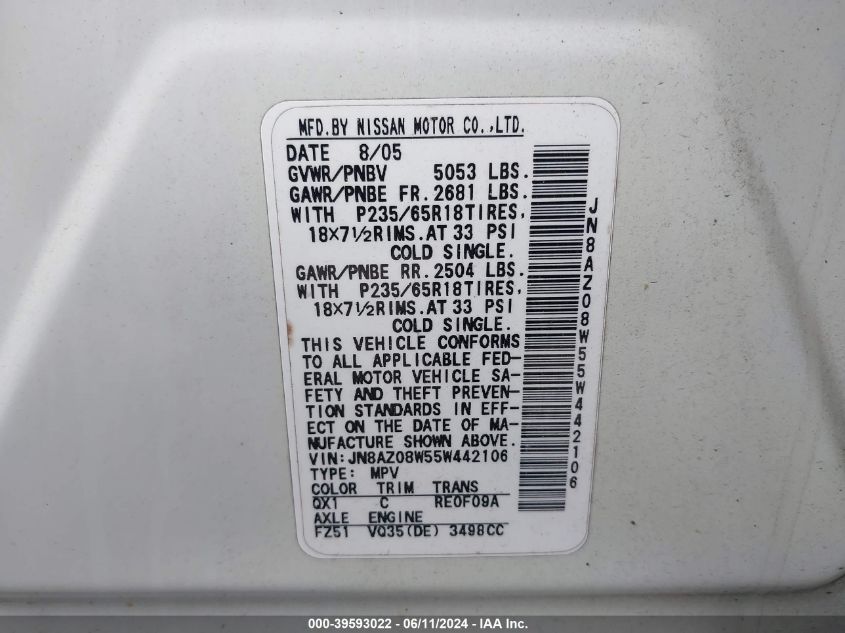 MFD.BY NISSAN MOTOR CO.,LTD.
DATE 8/05
GVWR/PNBV 5053 LBS.
GAWR/PNBE FR.2681 LBS.
WITH P235/65R18TIRES,
18×7½RIMS.AT 33 PSI
COLD SINGLE.
GAWR/PNBE RR.2504 LBS.
WITH P235/65R18TIRES,
18×7½RIMS.AT 33 PSI
COLD SINGLE.
THIS VEHICLE CONFORMS
TO ALL APPLICABLE FED-
ERAL MOTOR VEHICLE SA-
FETY AND THEFT PREVEN-
TION STANDARDS IN EFF-
ECT ON THE DATE OF MA-
NUFACTURE SHOWN ABOVE.
VIN:JN8AZ08W55W442106
TYPE: MPV
COLOR TRIM TRANS
QX1 C RE0F09A
AXLE ENGINE
FZ51 VQ35(DE) 3498CC
JN8AZ08W55W442106
000-39593022 - 06/11/2024 - IAA Inc.